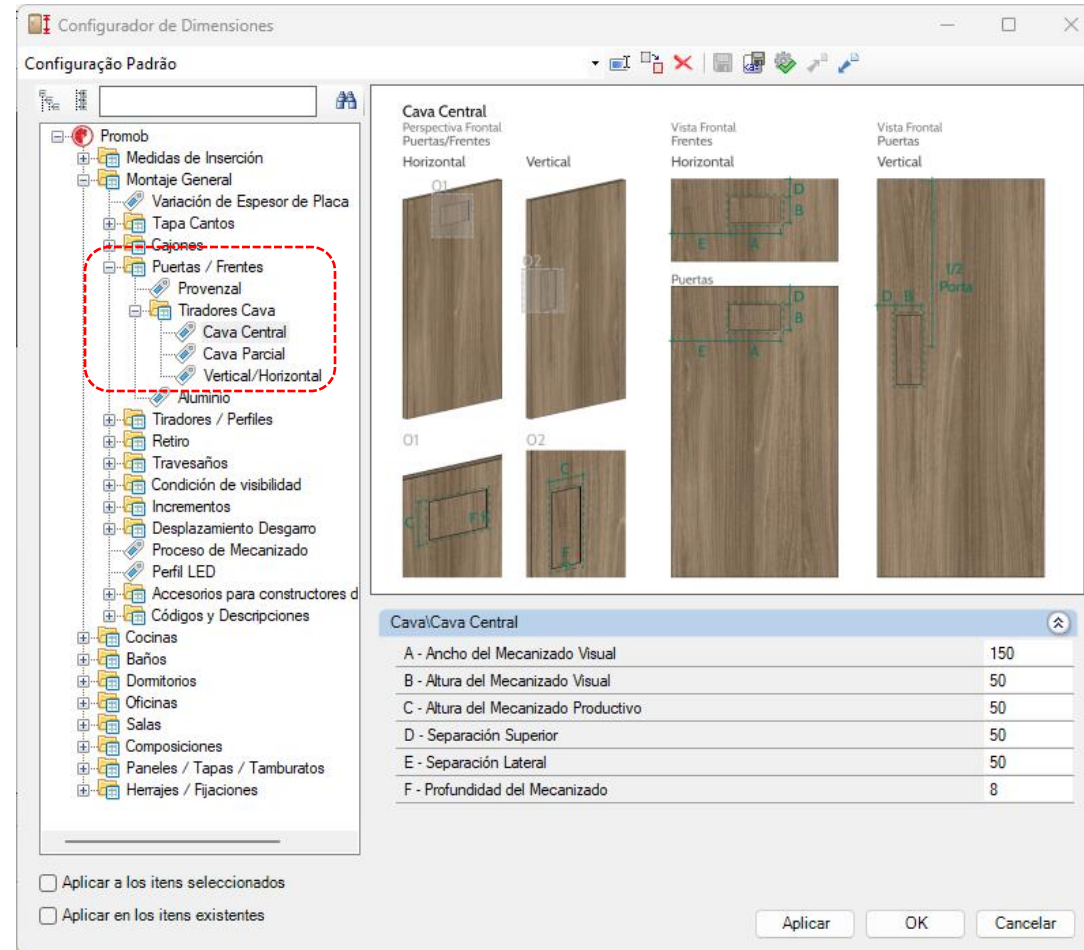 Configurador de Dimensiones
Configuração Padrão
Promob
Medidas de Inserción
Montaje General
Variación de Espesor de Placa
Tapa Cantos
Cajones
Puertas / Frentes
Provenzal
Tiradores Cava
Cava Central
Cava Parcial
Vertical/Horizontal
Aluminio
Tiradores / Perfiles
Retiro
Travesaños
Condición de visibilidad
Incrementos
Desplazamiento Desgarro
Proceso de Mecanizado
Perfil LED
Accesorios para constructores d
Códigos y Descripciones
Cocinas
Baños
Dormitorios
Oficinas
Salas
Composiciones
Paneles / Tapas / Tamburatos
Herrajes / Fijaciones
Cava Central
Perspectiva Frontal
Puertas/Frentes
Horizontal Vertical
O1
O2
O1 O2
C F
C
F
Vista Frontal
Frentes
Horizontal
D
B
E A
Puertas
D
B
E A
Vista Frontal
Puertas
Vertical
1/2
Porta
D B
Cava\Cava Central
A - Ancho del Mecanizado Visual 150
B - Altura del Mecanizado Visual 50
C - Altura del Mecanizado Productivo 50
D - Separación Superior 50
E - Separación Lateral 50
F - Profundidad del Mecanizado 8
Aplicar a los itens seleccionados
Aplicar en los itens existentes
Aplicar OK Cancelar